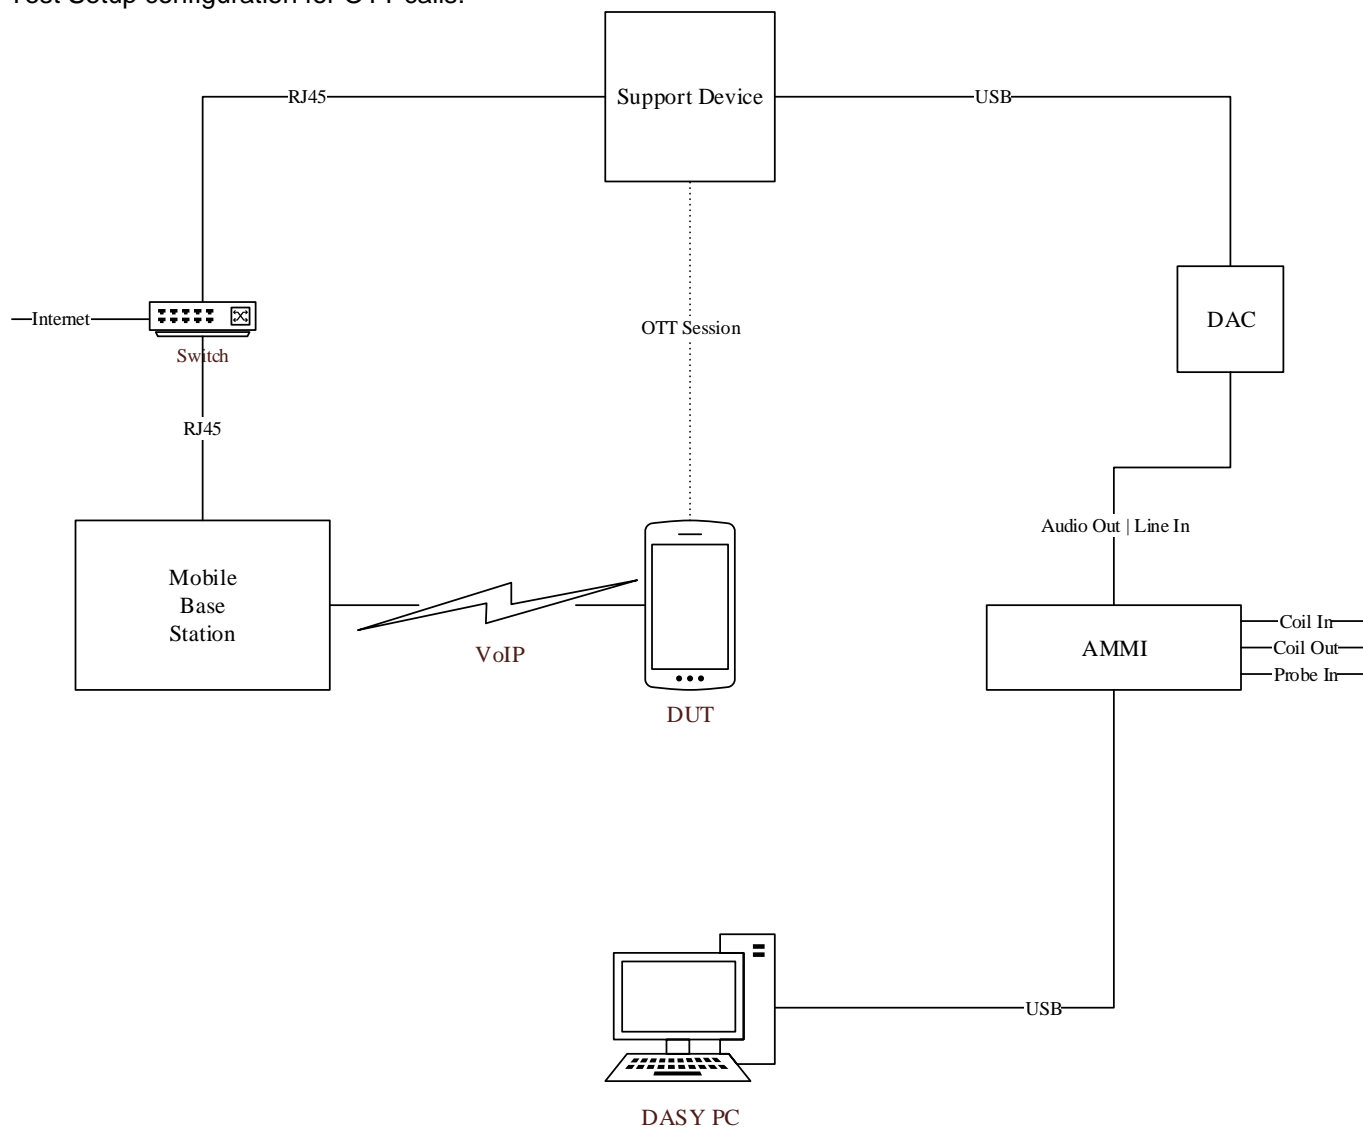 Test Setup configuration for OTT calls:
RJ45
Support Device
USB
Internet
Switch
OTT Session
DAC
RJ45
Audio Out | Line In
Mobile
Base
Station
VoIP
DUT
AMMI
Coil In
Coil Out
Probe In
USB
DASY PC